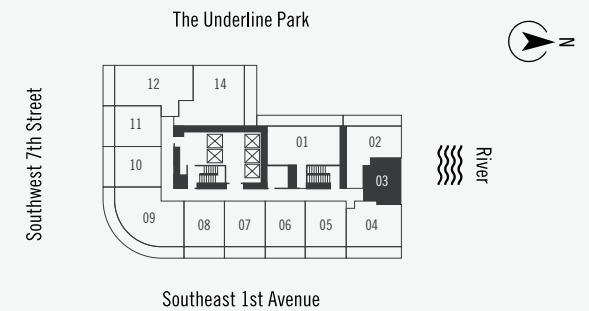 The Underline Park
N
Southwest 7th Street
12
14
11
01
02
River
10
03
09
08
07
06
05
04
Southeast 1st Avenue